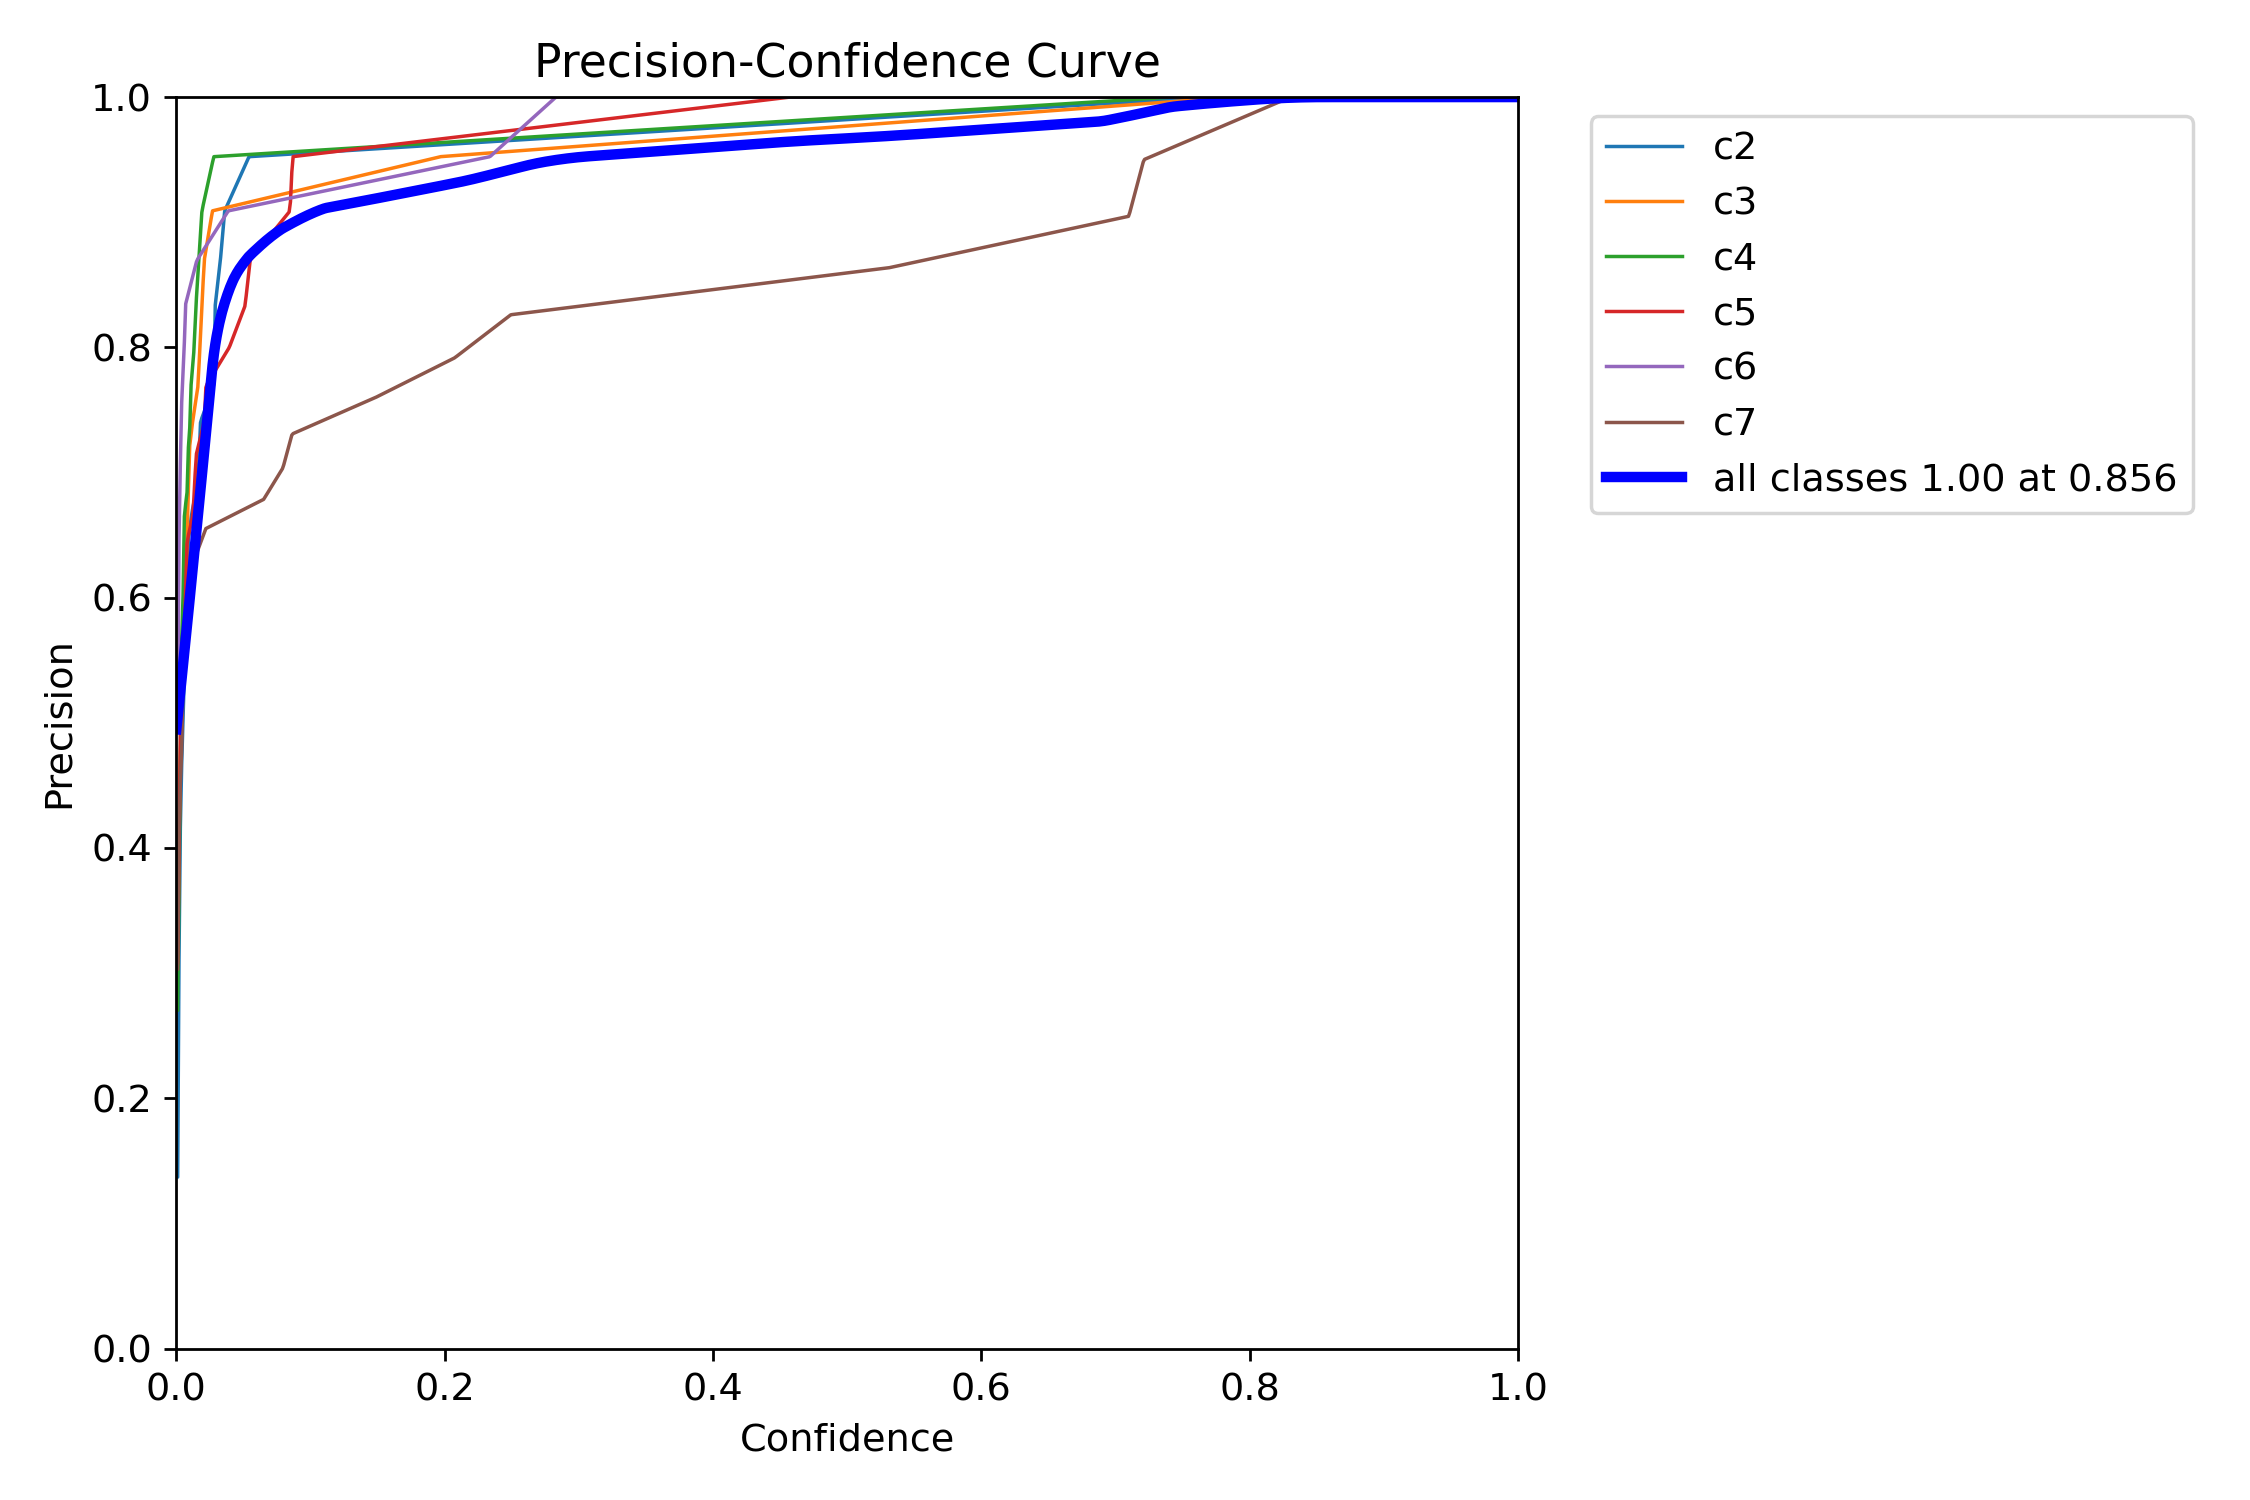 Precision-Confidence Curve
1.0
0.8
0.6
0.4
0.2
0.0
Precision
0.0 0.2 0.4 0.6 0.8 1.0
Confidence
c2
c3
c4
c5
c6
c7
all classes 1.00 at 0.856